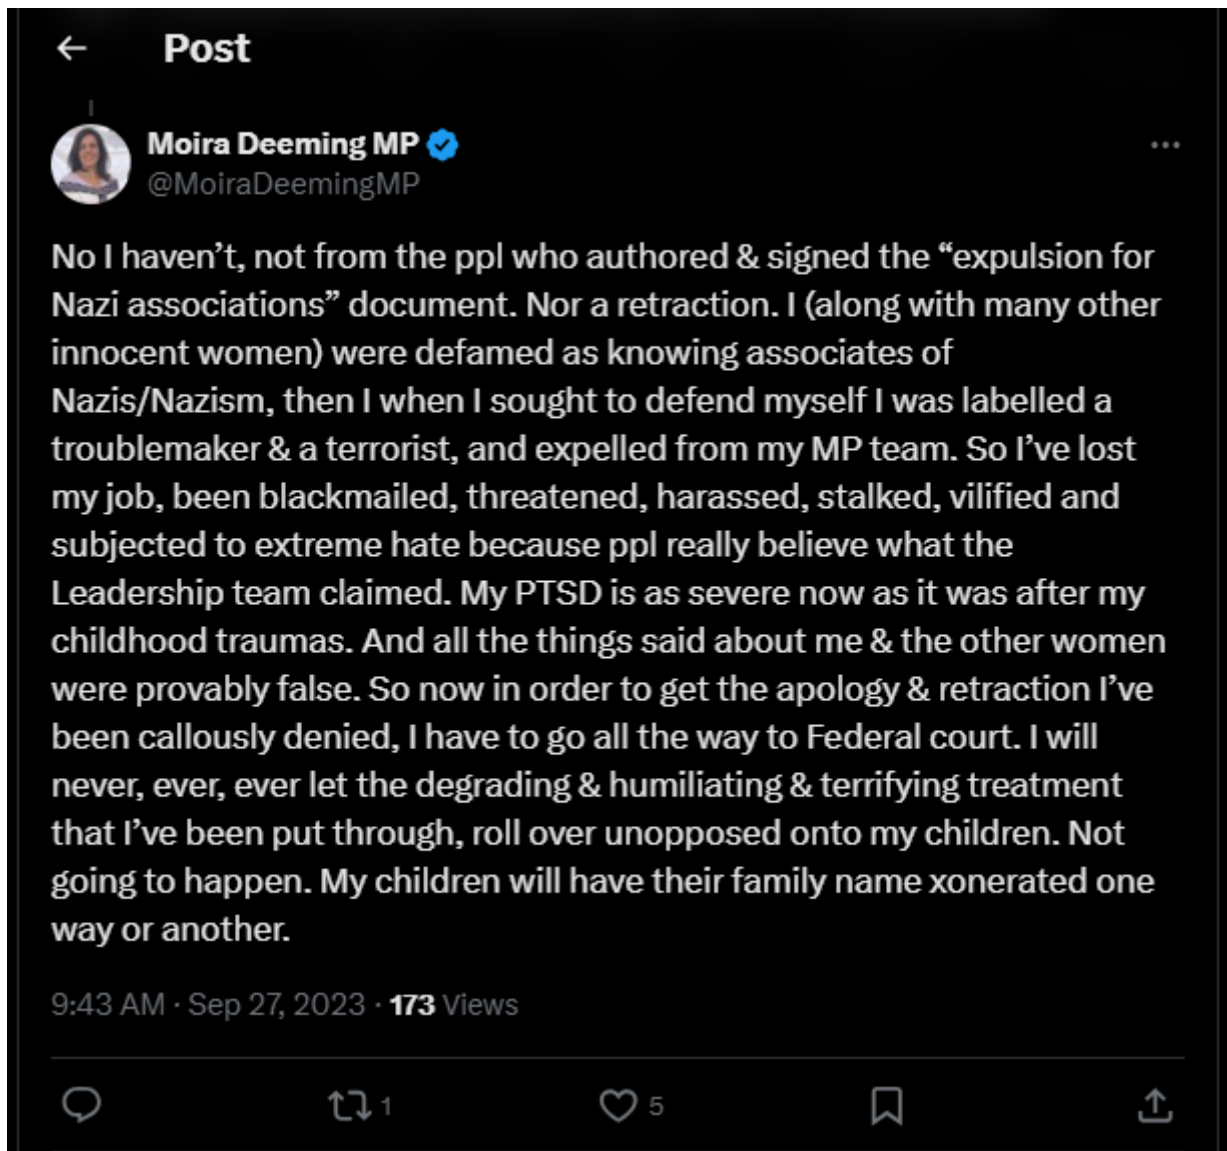 Post
Moira Deeming MP
@MoiraDeemingMP
No I haven’t, not from the ppl who authored & signed the “expulsion for
Nazi associations” document. Nor a retraction. I (along with many other
innocent women) were defamed as knowing associates of
Nazis/Nazism, then I when I sought to defend myself I was labelled a
troublemaker & a terrorist, and expelled from my MP team. So I’ve lost
my job, been blackmailed, threatened, harassed, stalked, vilified and
subjected to extreme hate because ppl really believe what the
Leadership team claimed. My PTSD is as severe now as it was after my
childhood traumas. And all the things said about me & the other women
were provably false. So now in order to get the apology & retraction I’ve
been callously denied, I have to go all the way to Federal court. I will
never, ever, ever let the degrading & humiliating & terrifying treatment
that I’ve been put through, roll over unopposed onto my children. Not
going to happen. My children will have their family name xonerated one
way or another.
9:43 AM · Sep 27, 2023 · 173 Views
1 5